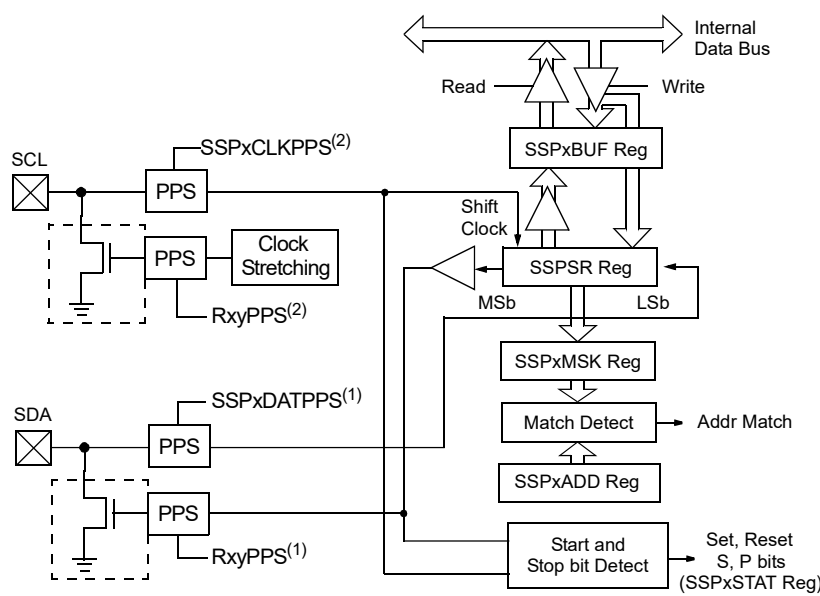 Internal
Data Bus
Read
Write
SSPxBUF Reg
SSPxCLKPPS(2)
SCL
PPS
Shift
Clock
PPS
Clock
Stretching
SSPSR Reg
MSb
LSb
RxyPPS(2)
SSPxMSK Reg
SSPxDATPPS(1)
SDA
PPS
Match Detect
Addr Match
SSPxADD Reg
PPS
RxyPPS(1)
Start and
Stop bit Detect
Set, Reset
S, P bits
(SSPxSTAT Reg)